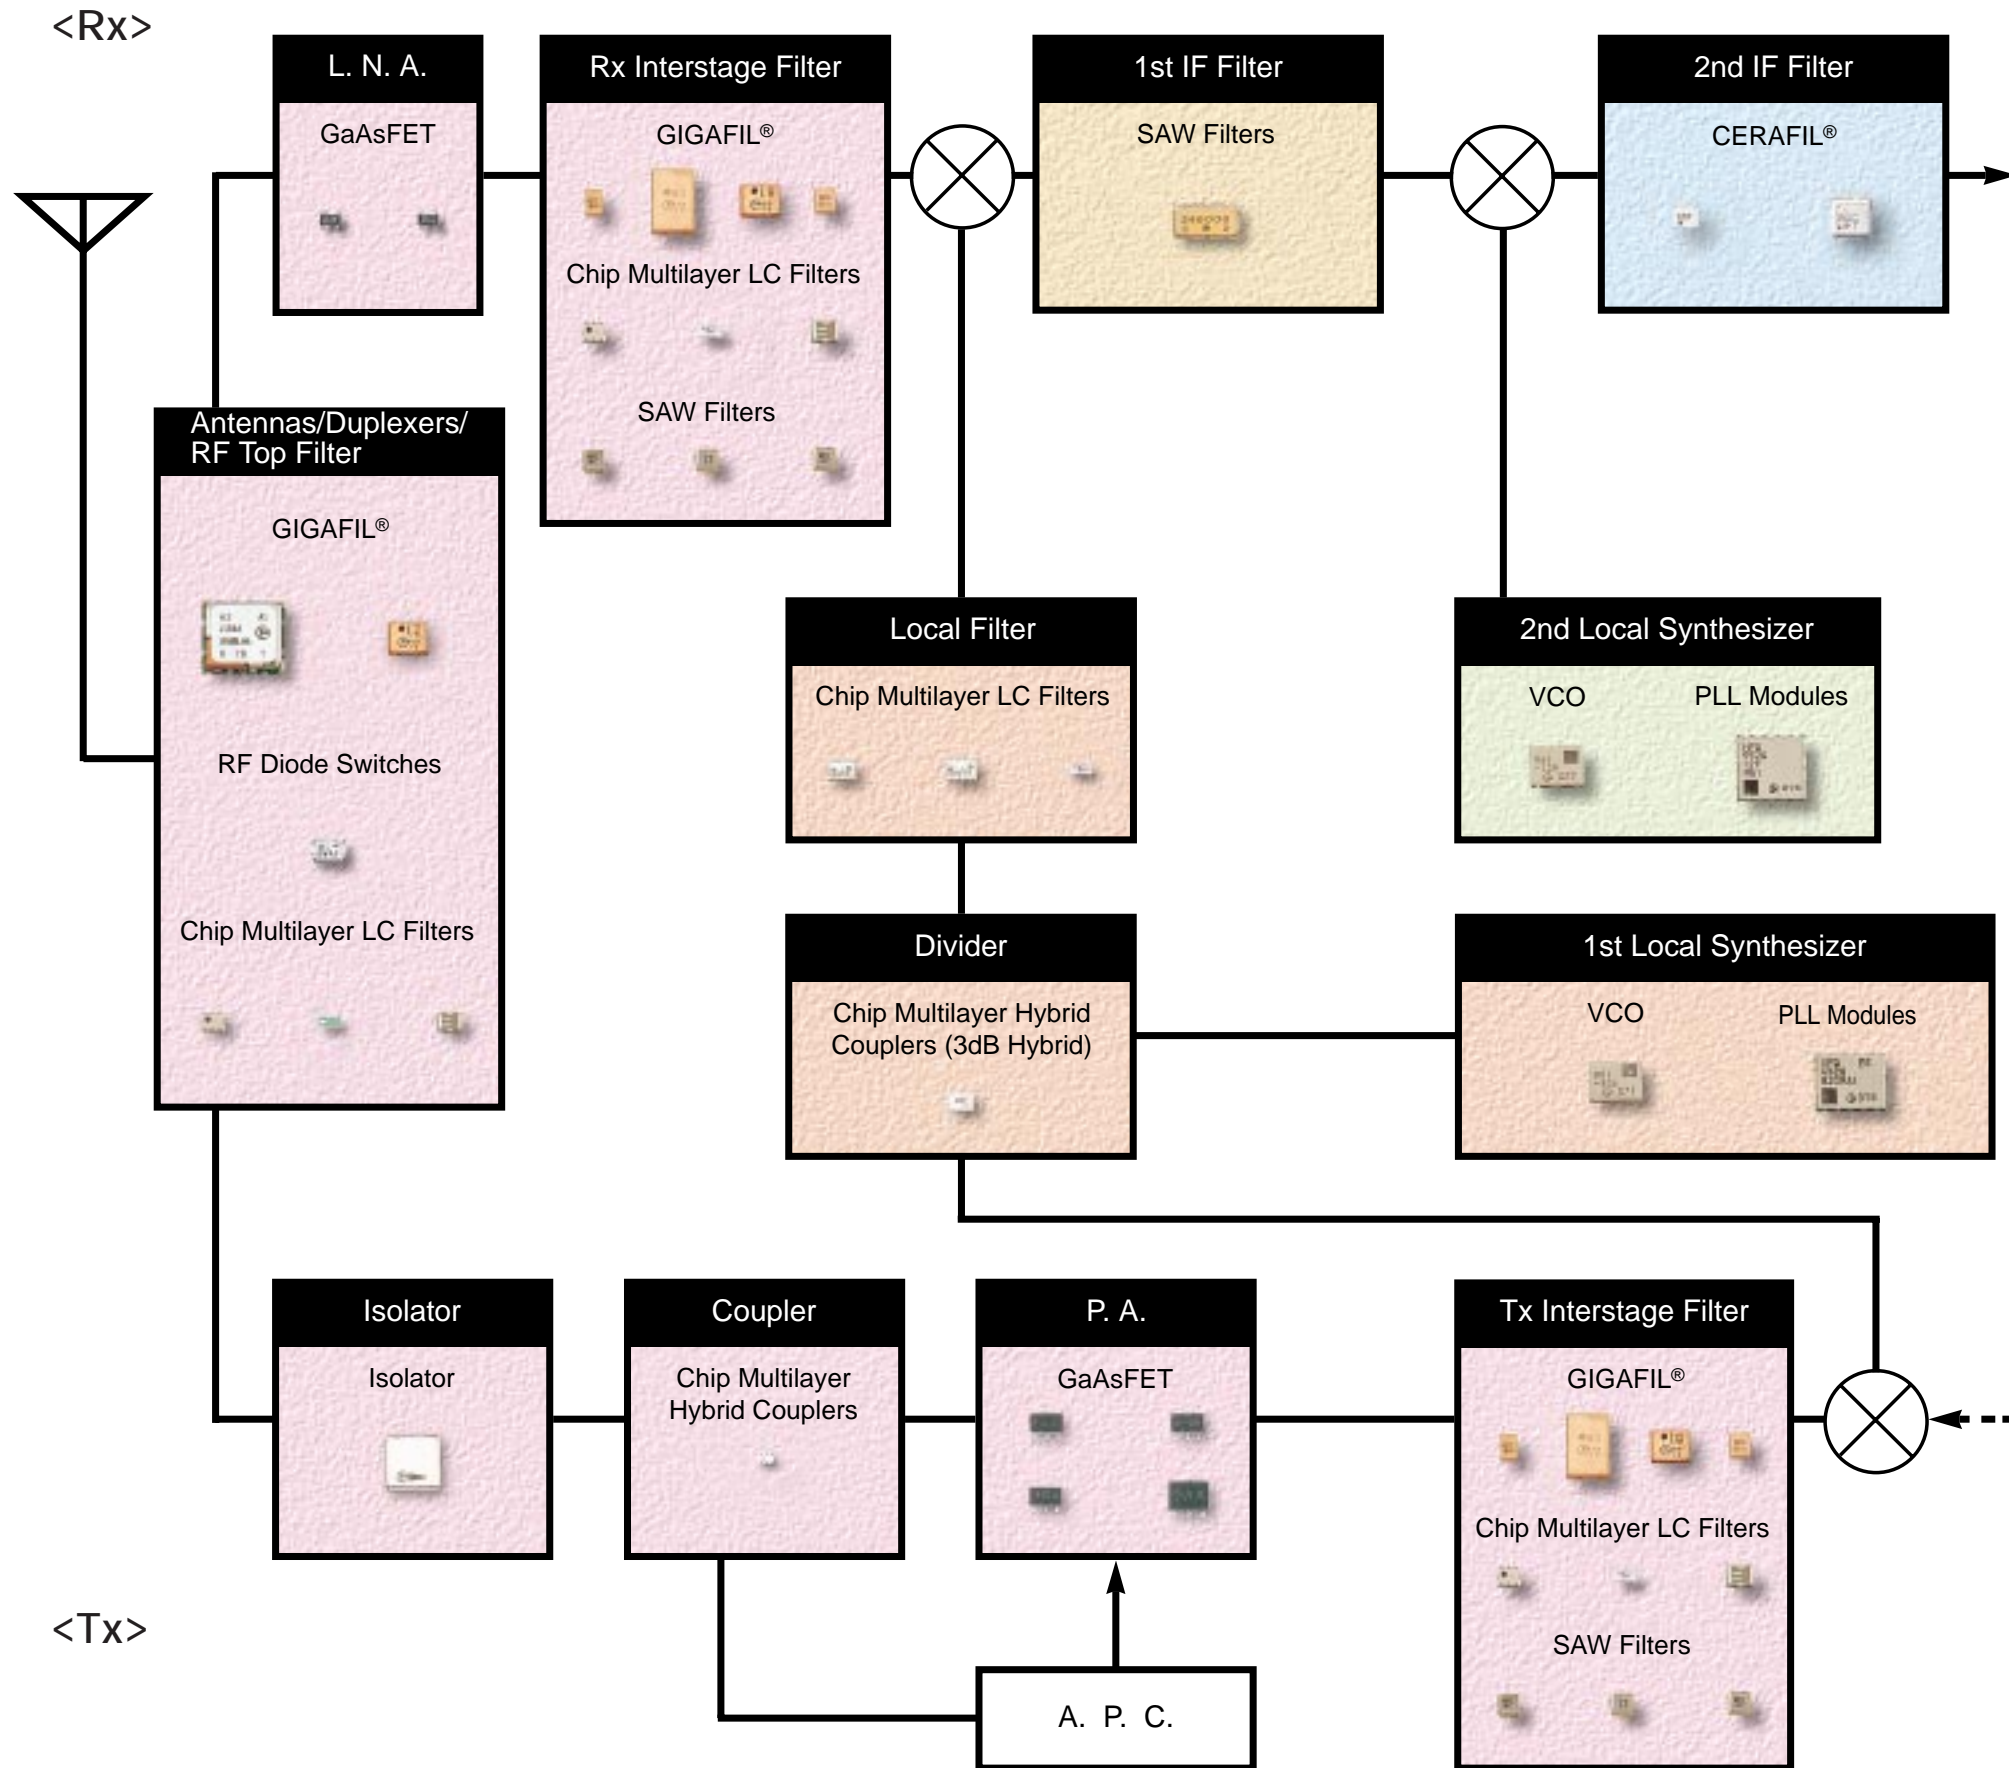 <Rx>
L. N. A.
GaAsFET
Rx Interstage Filter
GIGAFIL®
Chip Multilayer LC Filters
SAW Filters
1st IF Filter
SAW Filters
2nd IF Filter
CERAFIL®
Antennas/Duplexers/
RF Top Filter
GIGAFIL®
RF Diode Switches
Chip Multilayer LC Filters
Local Filter
Chip Multilayer LC Filters
2nd Local Synthesizer
VCO
PLL Modules
Divider
Chip Multilayer Hybrid
Couplers (3dB Hybrid)
1st Local Synthesizer
VCO
PLL Modules
Isolator
Isolator
Coupler
Chip Multilayer
Hybrid Couplers
P. A.
GaAsFET
Tx Interstage Filter
GIGAFIL®
Chip Multilayer LC Filters
SAW Filters
<Tx>
A. P. C.